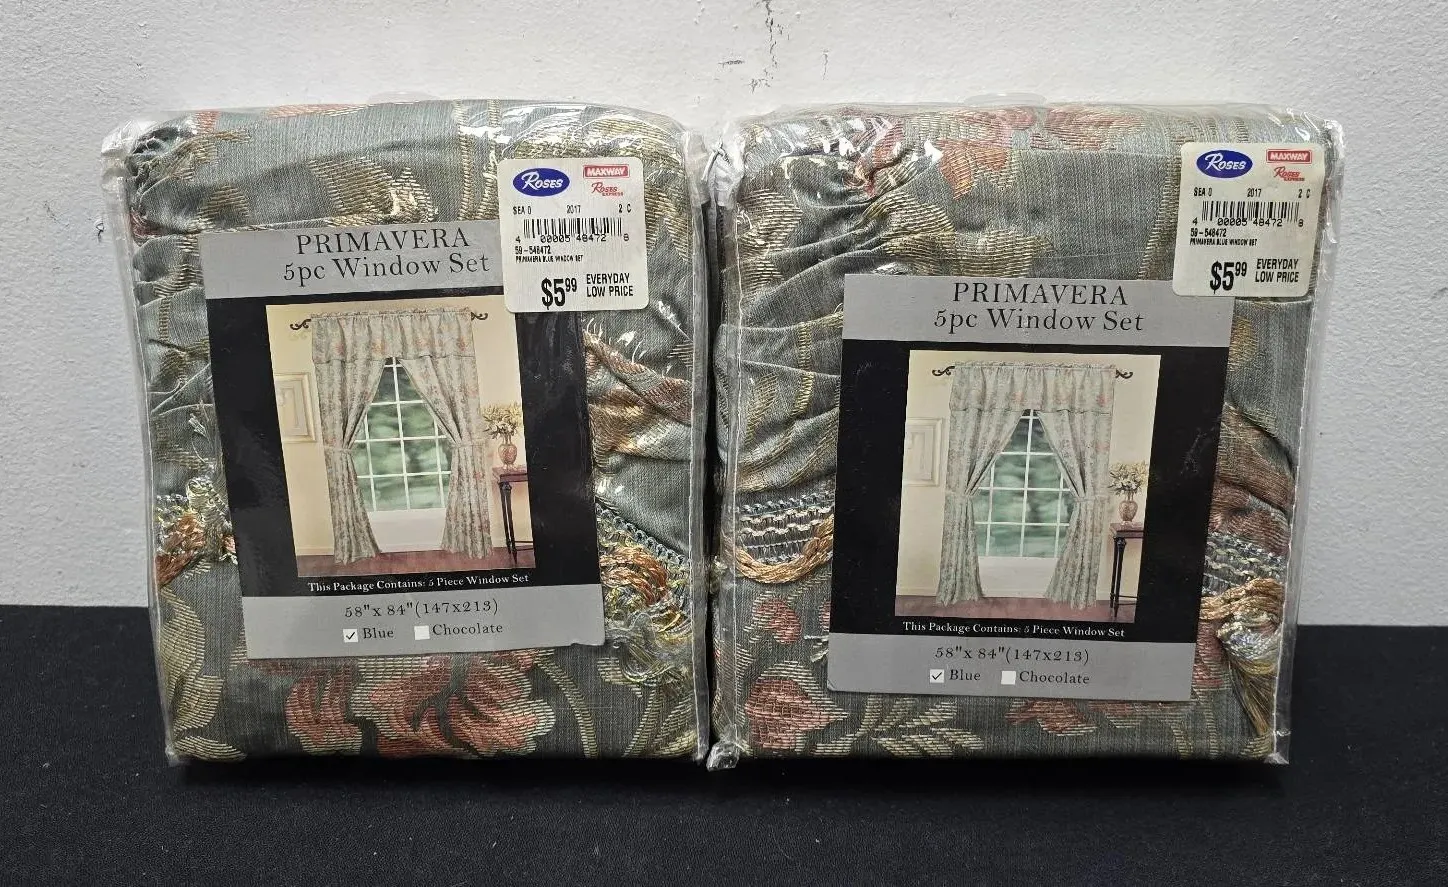 ROSES
MAXWAY
ROSES
EXPRESS
SEA 0 2017 2 C
4 00005 48472 8
59-548472
PRIMAVERA BLUE WINDOW SET
$5.99 EVERYDAY
LOW PRICE
PRIMAVERA
5pc Window Set
This Package Contains: 5 Piece Window Set
58"x 84"(147x213)
Blue Chocolate
ROSES
MAXWAY
ROSES
EXPRESS
SEA 0 2017 2 C
4 00005 48472 8
59-548472
PRIMAVERA BLUE WINDOW SET
$5.99 EVERYDAY
LOW PRICE
PRIMAVERA
5pc Window Set
This Package Contains: 5 Piece Window Set
58"x 84"(147x213)
Blue Chocolate